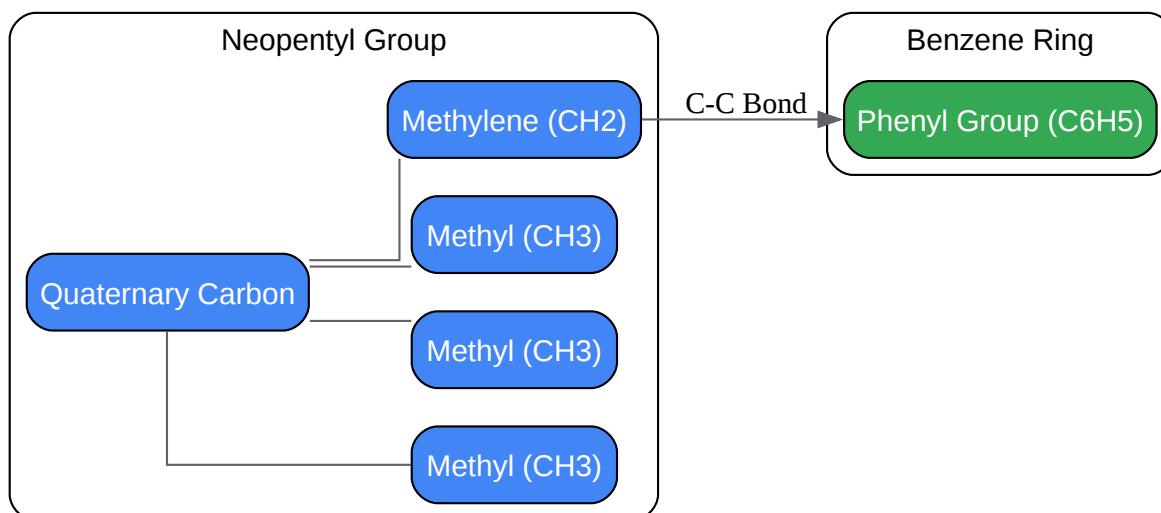 Neopentyl Group
Benzene Ring
Methylene (CH2)
C-C Bond
Phenyl Group (C6H5)
Methyl (CH3)
Quaternary Carbon
Methyl (CH3)
Methyl (CH3)